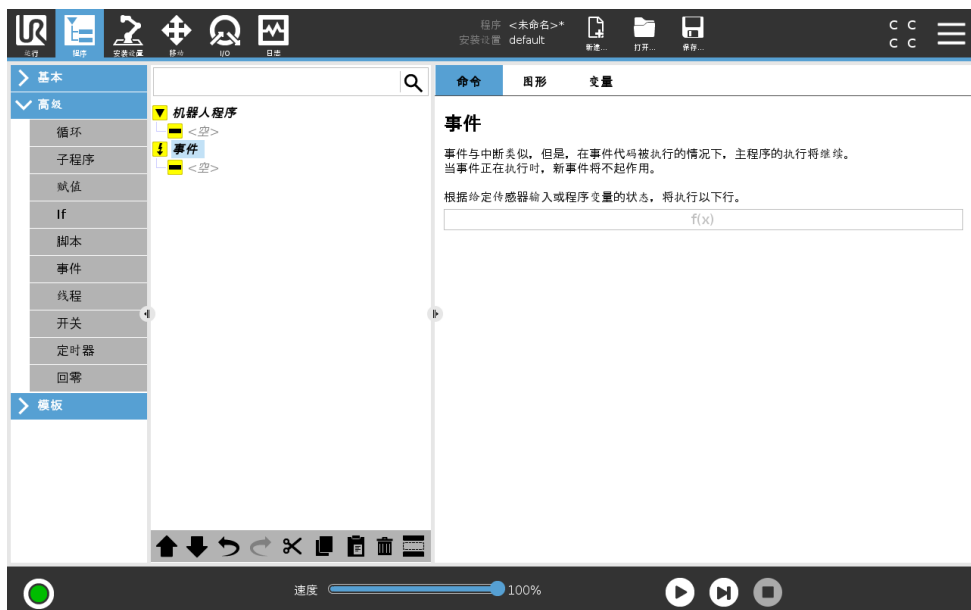 UR
运行
程序
安装设置
移动
I/O
日志
程序 <未命名>*
安装设置 default
新建...
打开...
保存...
C C
C C
基本
高级
循环
子程序
赋值
If
脚本
事件
线程
开关
定时器
回零
模板
机器人程序
<空>
事件
<空>
命令
图形
变量
事件
事件与中断类似，但是，在事件代码被执行的情况下，主程序的执行将继续。
当事件正在执行时，新事件将不起作用。
根据给定传感器输入或程序变量的状态，将执行以下行。
f(x)
速度
100%